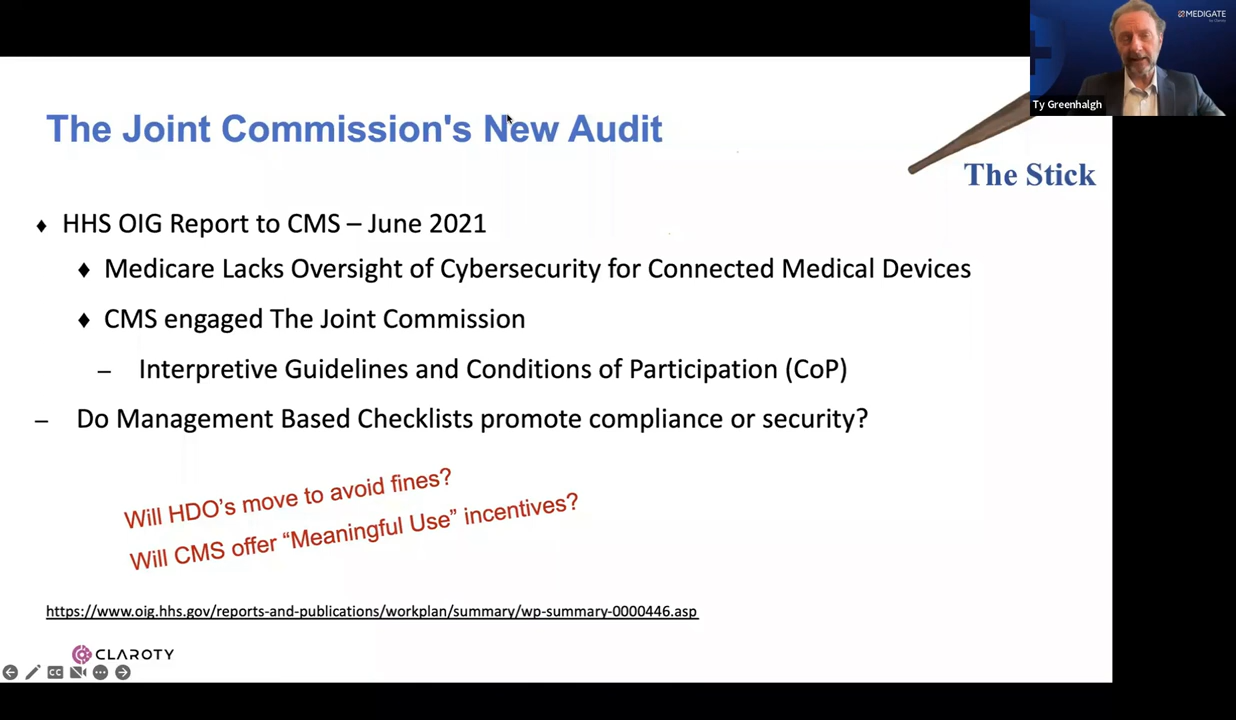 MEDIGATE
Ty Greenhalgh
The Joint Commission's New Audit
The Stick
♦ HHS OIG Report to CMS – June 2021
♦ Medicare Lacks Oversight of Cybersecurity for Connected Medical Devices
♦ CMS engaged The Joint Commission
– Interpretive Guidelines and Conditions of Participation (CoP)
– Do Management Based Checklists promote compliance or security?
Will HDO's move to avoid fines?
Will CMS offer “Meaningful Use” incentives?
https://www.oig.hhs.gov/reports-and-publications/workplan/summary/wp-summary-0000446.asp
CLAROTY
CC